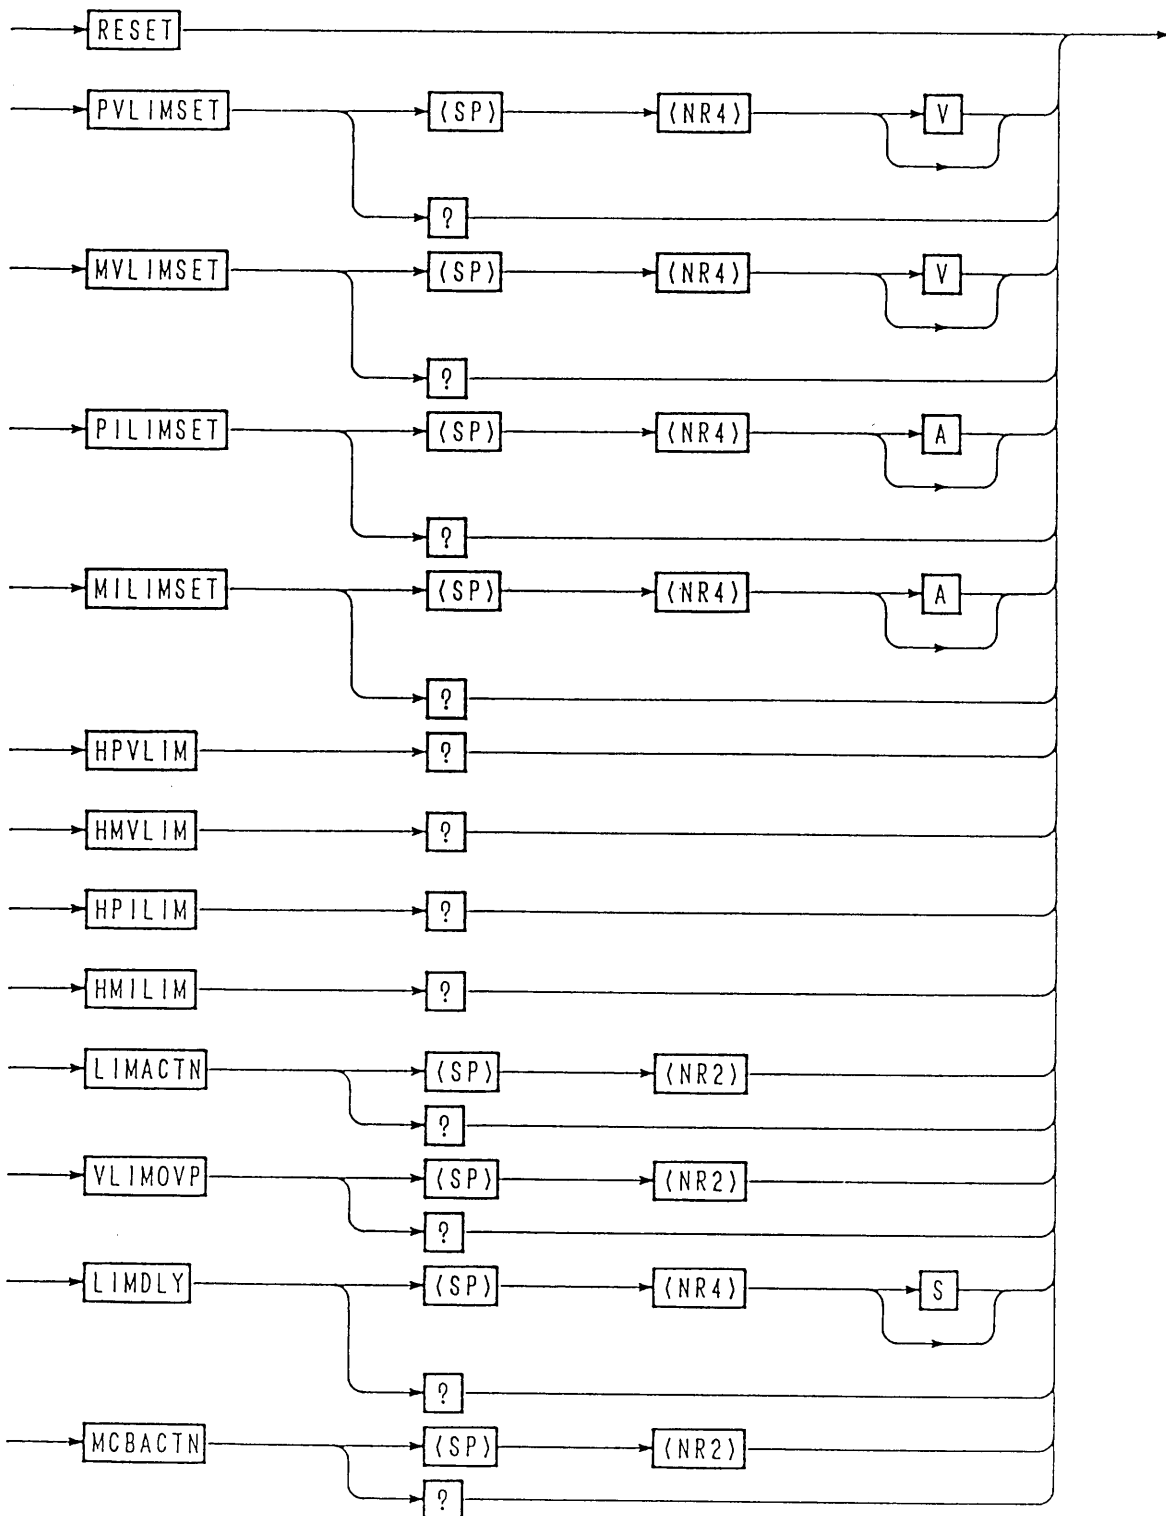 RESET
PVLIMSET ⟨SP⟩ ⟨NR4⟩ V
?
MVLIMSET ⟨SP⟩ ⟨NR4⟩ V
?
PILIMSET ⟨SP⟩ ⟨NR4⟩ A
?
MILIMSET ⟨SP⟩ ⟨NR4⟩ A
?
HPVLIM ?
HMVLIM ?
HPILIM ?
HMILIM ?
LIMACTN ⟨SP⟩ ⟨NR2⟩
?
VLIMOVP ⟨SP⟩ ⟨NR2⟩
?
LIMDLY ⟨SP⟩ ⟨NR4⟩ S
?
MCBACTN ⟨SP⟩ ⟨NR2⟩
?